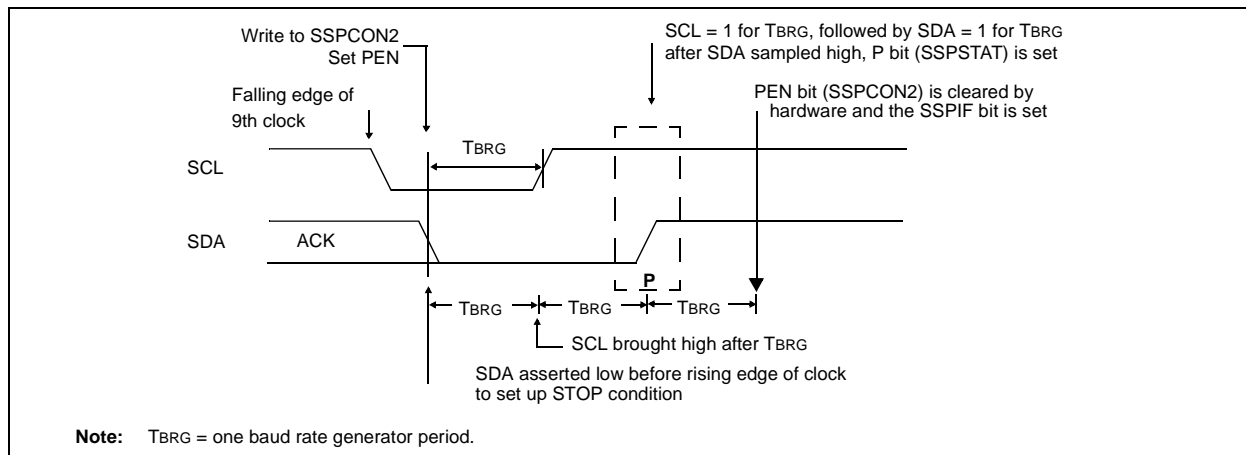 Write to SSPCON2
Set PEN
SCL = 1 for TBRG, followed by SDA = 1 for TBRG
after SDA sampled high, P bit (SSPSTAT) is set
PEN bit (SSPCON2) is cleared by
hardware and the SSPIF bit is set
Falling edge of
9th clock
TBRG
SCL
SDA
ACK
P
TBRG
TBRG
TBRG
SCL brought high after TBRG
SDA asserted low before rising edge of clock
to set up STOP condition
Note: TBRG = one baud rate generator period.